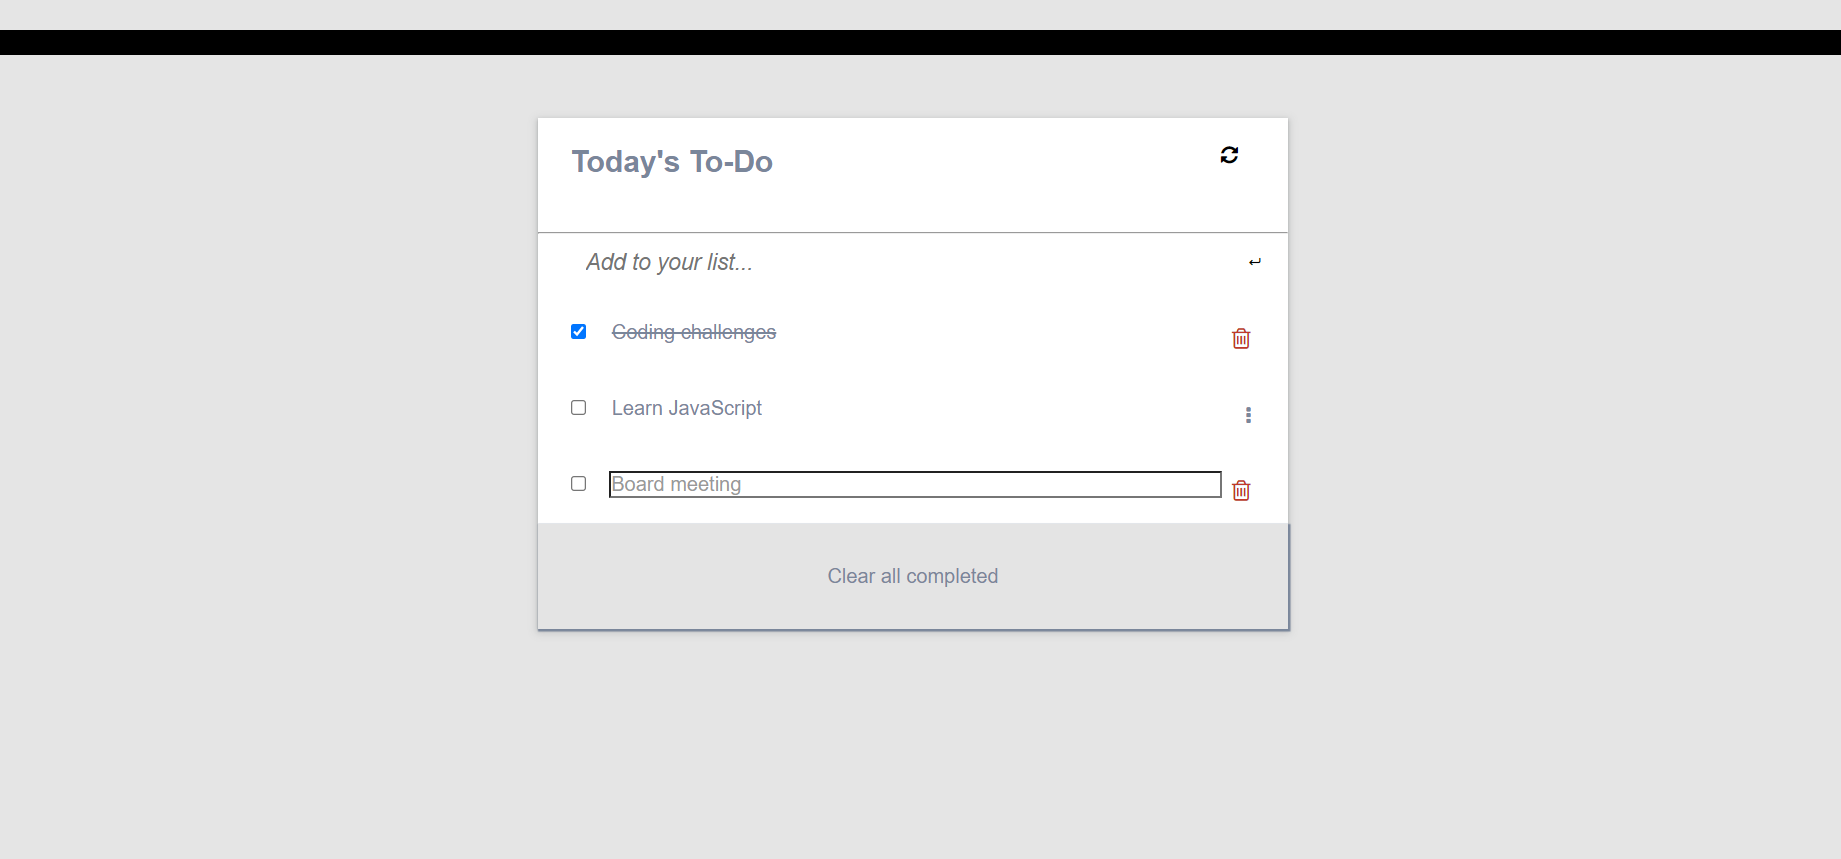 Today's To-Do
Add to your list...
Coding challenges
Learn JavaScript
Board meeting
Clear all completed